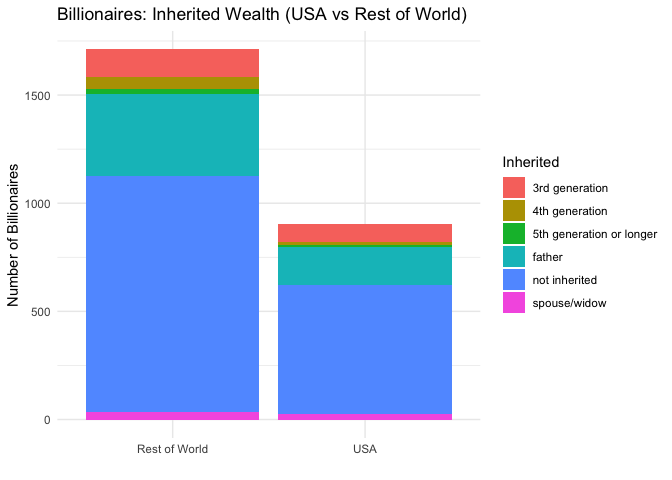 Billionaires: Inherited Wealth (USA vs Rest of World)
Number of Billionaires
1500
1000
500
0
Rest of World
USA
Inherited
3rd generation
4th generation
5th generation or longer
father
not inherited
spouse/widow